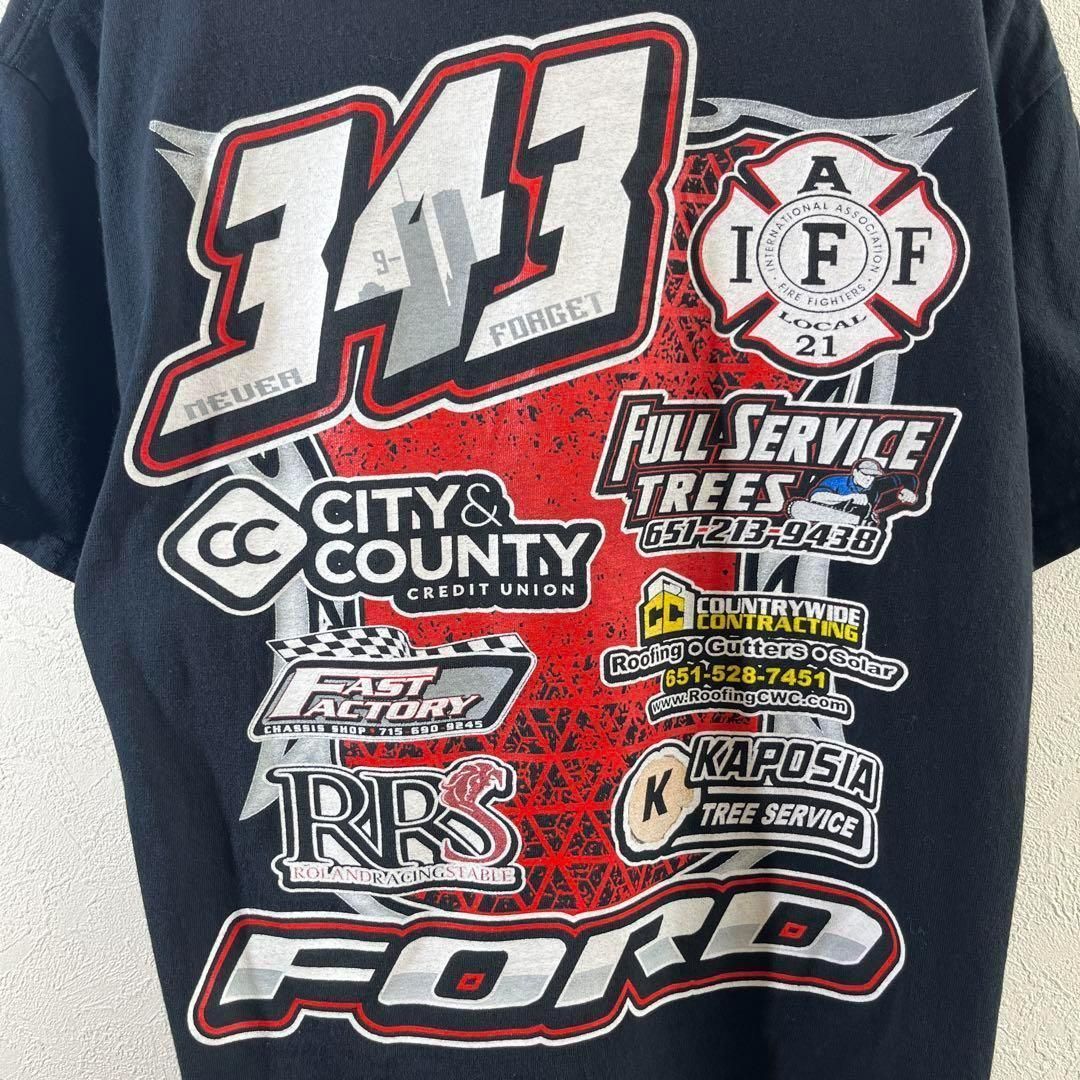 343
9-11
NEVER
FORGET
A
I F F
INTERNATIONAL ASSOCIATION
FIRE FIGHTERS
LOCAL
21
FULL SERVICE
TREES
651-213-9438
CC
CITY &
COUNTY
CREDIT UNION
CC
COUNTRYWIDE
CONTRACTING
Roofing • Gutters • Solar
651-528-7451
www.RoofingCWC.com
FAST
FACTORY
CHASSIS SHOP • 715-690-9245
RRS
ROLANDRACINGSTABLE
K
KAPOSIA
TREE SERVICE
FORD